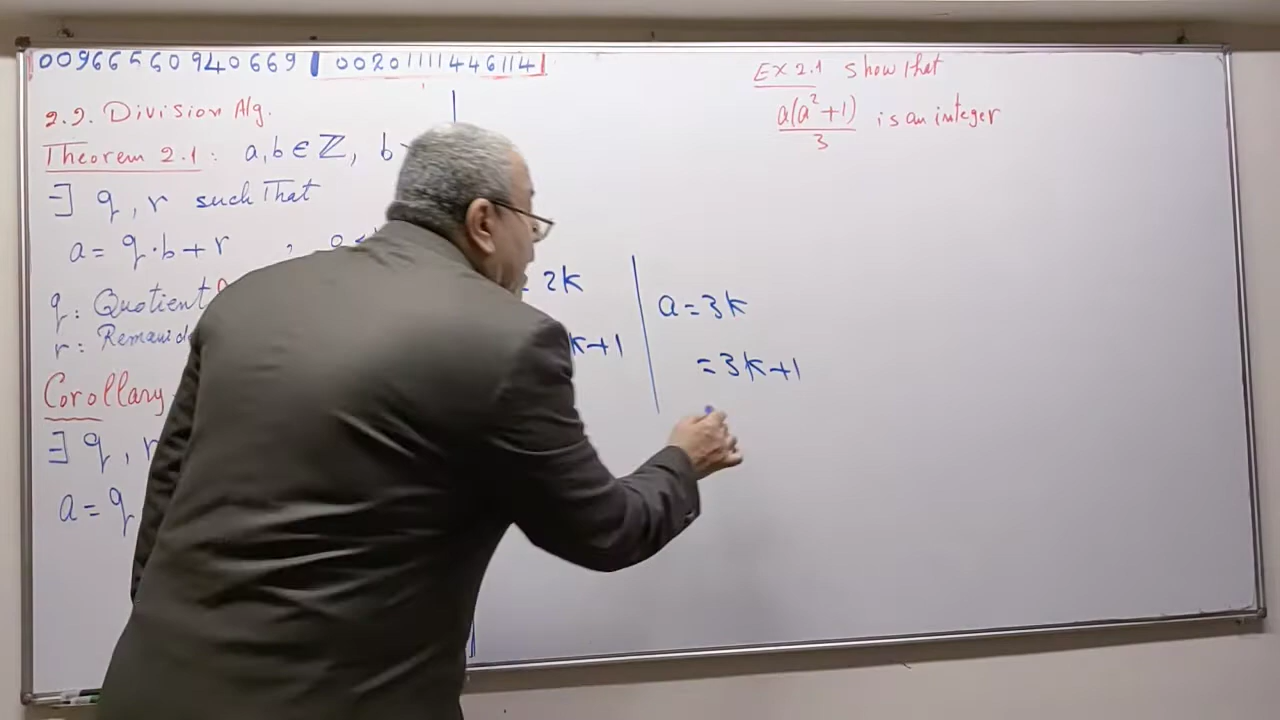 00966560940669 00201111446114
2.2. Division Alg.
Theorem 2.1: a,b∈ℤ, b
∃ q, r such that
a = q·b+r ,
q: Quotient
r:
Corollary
∃ q, r
a = q
2k
k+1
a = 3k
= 3k+1
EX 2.1 Show that
a(a²+1)/3 is an integer